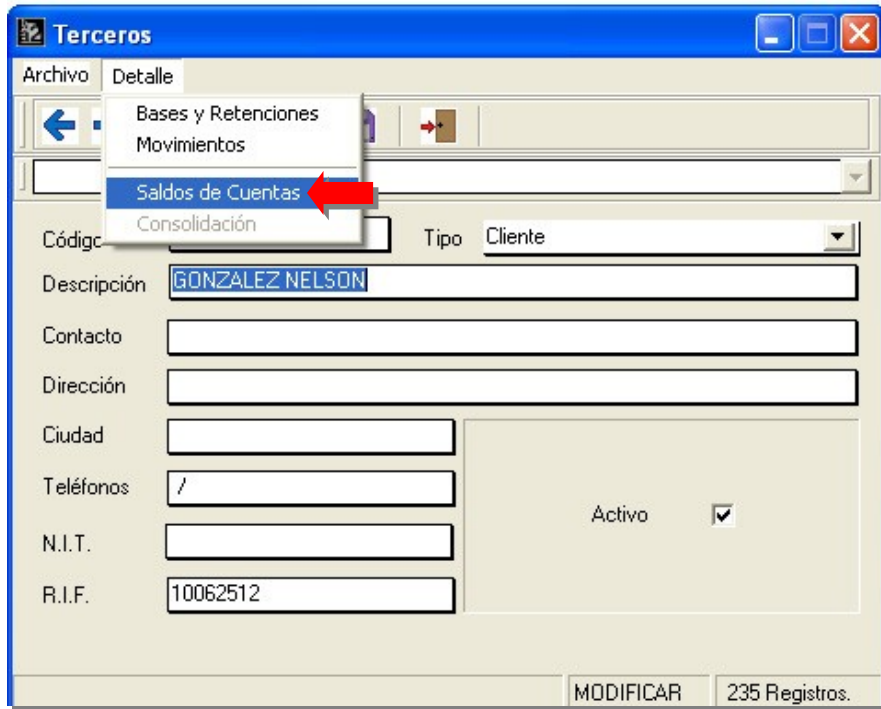 Terceros
Archivo Detalle
Bases y Retenciones
Movimientos
Saldos de Cuentas
Consolidación
Tipo Cliente
Descripción GONZALEZ NELSON
Contacto
Dirección
Ciudad
Teléfonos /
Activo
N.I.T.
R.I.F. 10062512
MODIFICAR 235 Registros.